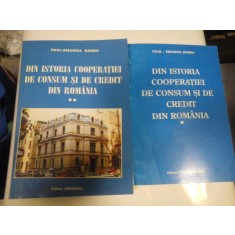 PAUL-EMANOIL BARBU
DIN ISTORIA COOPERAȚIEI
DE CONSUM ȘI DE CREDIT
DIN ROMÂNIA
**
PAUL - EMANOIL BARBU
DIN ISTORIA
COOPERAȚIEI
DE CONSUM ȘI DE
CREDIT
DIN ROMÂNIA
*